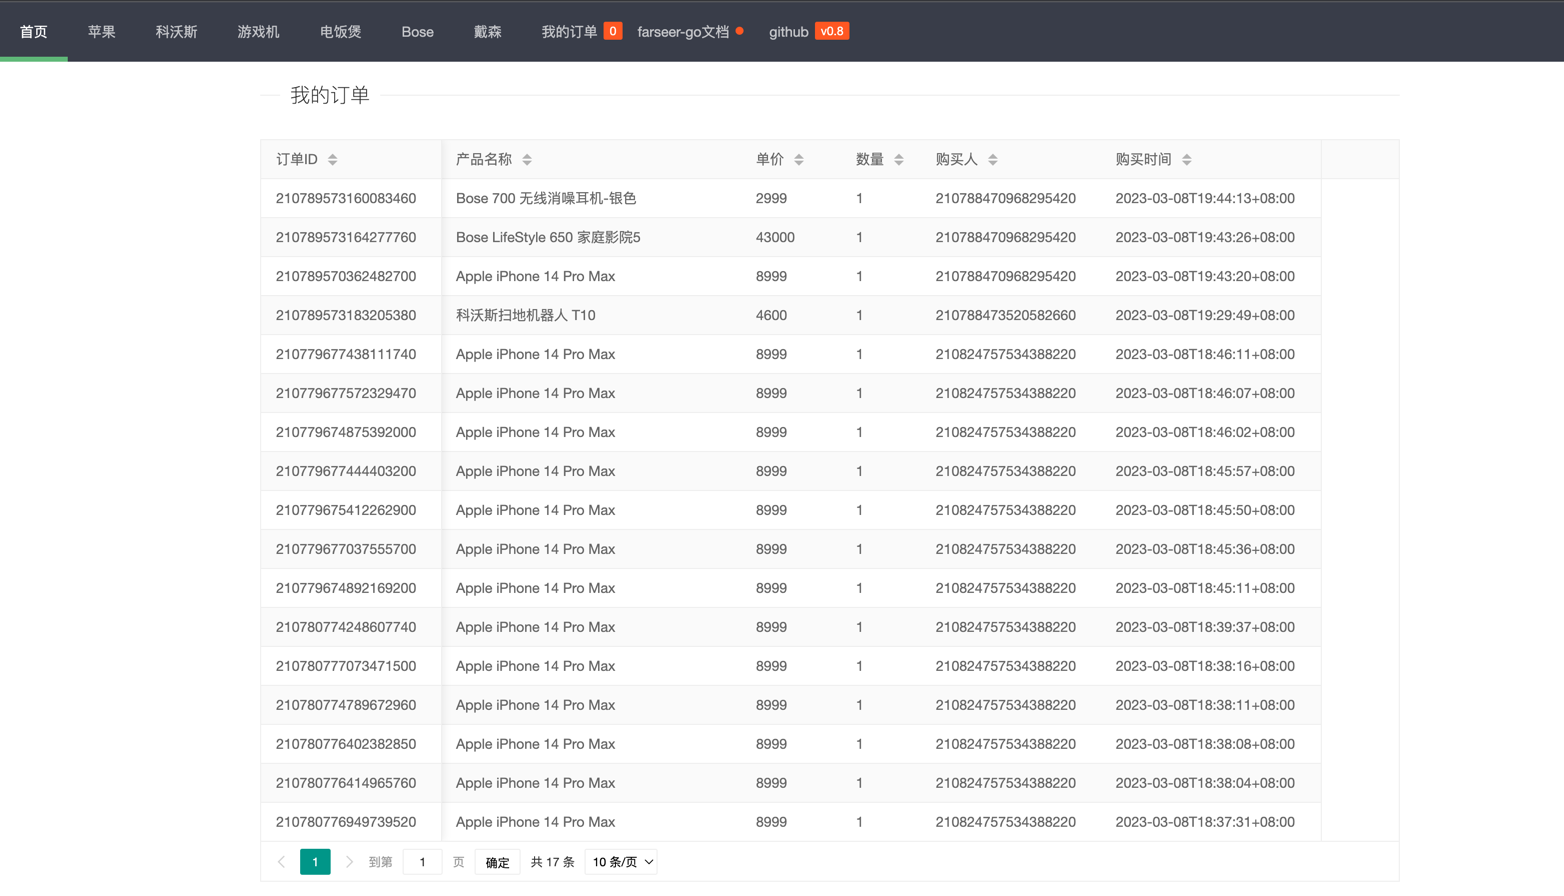 首页 苹果 科沃斯 游戏机 电饭煲 Bose 戴森 我的订单 0 farseer-go文档 github v0.8
我的订单
订单ID 产品名称 单价 数量 购买人 购买时间
210789573160083460 Bose 700 无线消噪耳机-银色 2999 1 210788470968295420 2023-03-08T19:44:13+08:00
210789573164277760 Bose LifeStyle 650 家庭影院5 43000 1 210788470968295420 2023-03-08T19:43:26+08:00
210789570362482700 Apple iPhone 14 Pro Max 8999 1 210788470968295420 2023-03-08T19:43:20+08:00
210789573183205380 科沃斯扫地机器人 T10 4600 1 210788473520582660 2023-03-08T19:29:49+08:00
210779677438111740 Apple iPhone 14 Pro Max 8999 1 210824757534388220 2023-03-08T18:46:11+08:00
210779677572329470 Apple iPhone 14 Pro Max 8999 1 210824757534388220 2023-03-08T18:46:07+08:00
210779674875392000 Apple iPhone 14 Pro Max 8999 1 210824757534388220 2023-03-08T18:46:02+08:00
210779677444403200 Apple iPhone 14 Pro Max 8999 1 210824757534388220 2023-03-08T18:45:57+08:00
210779675412262900 Apple iPhone 14 Pro Max 8999 1 210824757534388220 2023-03-08T18:45:50+08:00
210779677037555700 Apple iPhone 14 Pro Max 8999 1 210824757534388220 2023-03-08T18:45:36+08:00
210779674892169200 Apple iPhone 14 Pro Max 8999 1 210824757534388220 2023-03-08T18:45:11+08:00
210780774248607740 Apple iPhone 14 Pro Max 8999 1 210824757534388220 2023-03-08T18:39:37+08:00
210780777073471500 Apple iPhone 14 Pro Max 8999 1 210824757534388220 2023-03-08T18:38:16+08:00
210780774789672960 Apple iPhone 14 Pro Max 8999 1 210824757534388220 2023-03-08T18:38:11+08:00
210780776402382850 Apple iPhone 14 Pro Max 8999 1 210824757534388220 2023-03-08T18:38:08+08:00
210780776414965760 Apple iPhone 14 Pro Max 8999 1 210824757534388220 2023-03-08T18:38:04+08:00
210780776949739520 Apple iPhone 14 Pro Max 8999 1 210824757534388220 2023-03-08T18:37:31+08:00
1 到第 1 页 确定 共 17 条 10 条/页